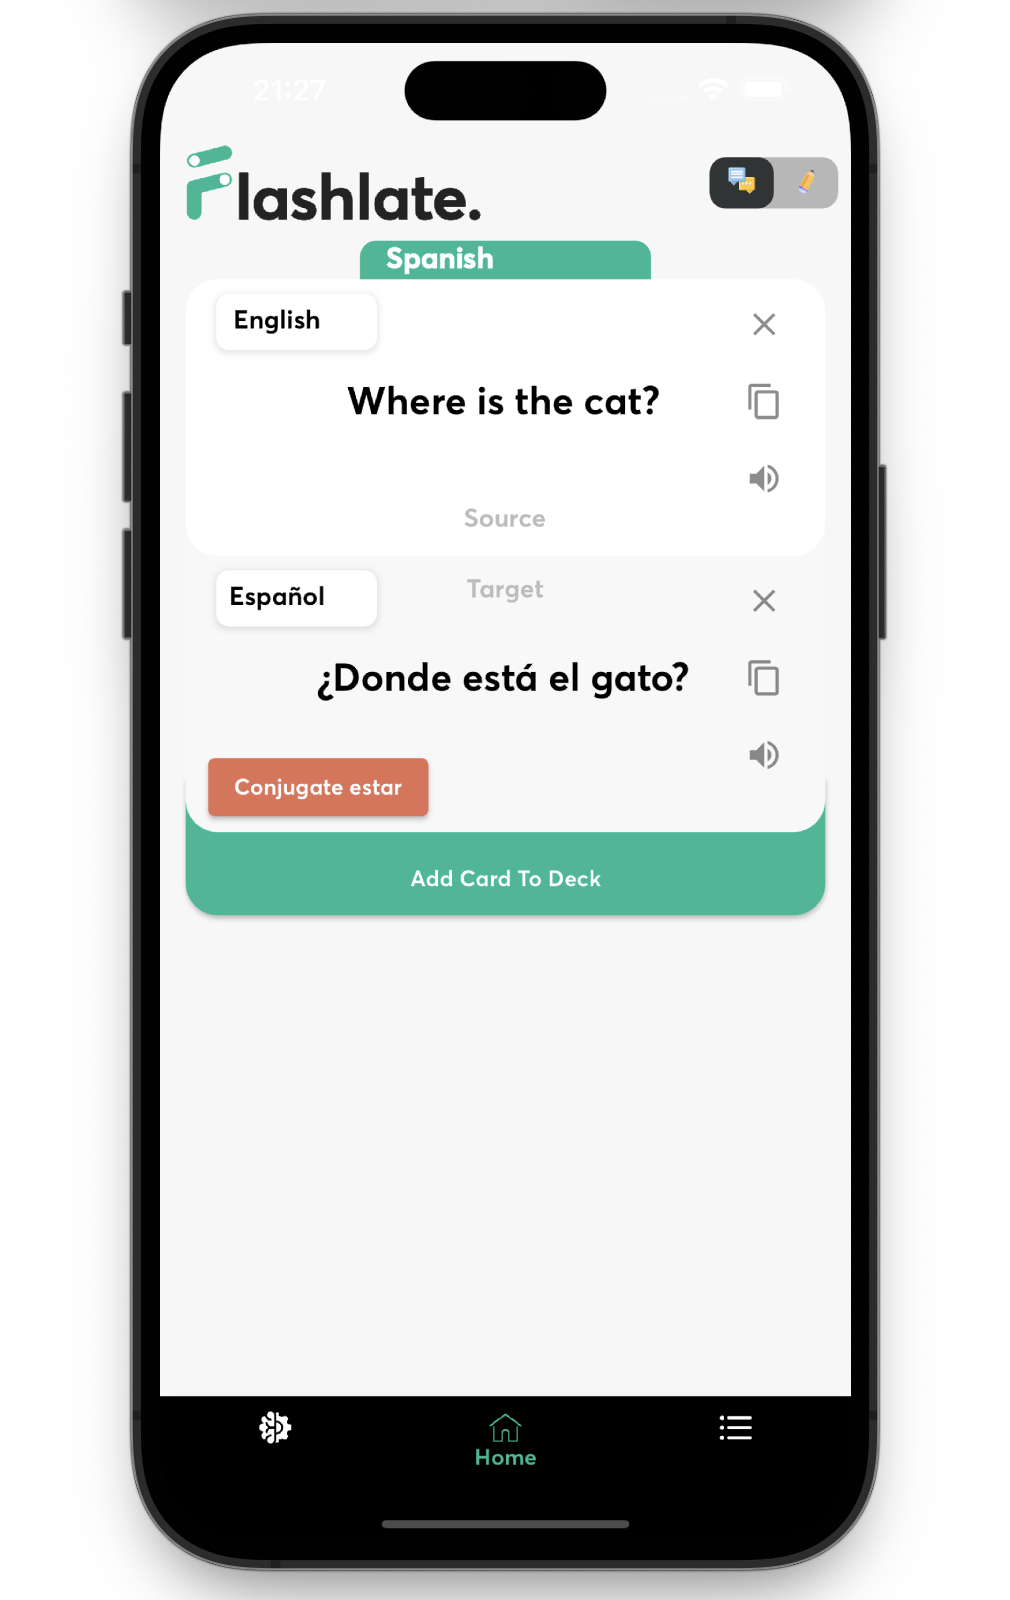 21:27
Flashlate.
Spanish
English
Where is the cat?
Source
Target
Español
¿Donde está el gato?
Conjugate estar
Add Card To Deck
Home